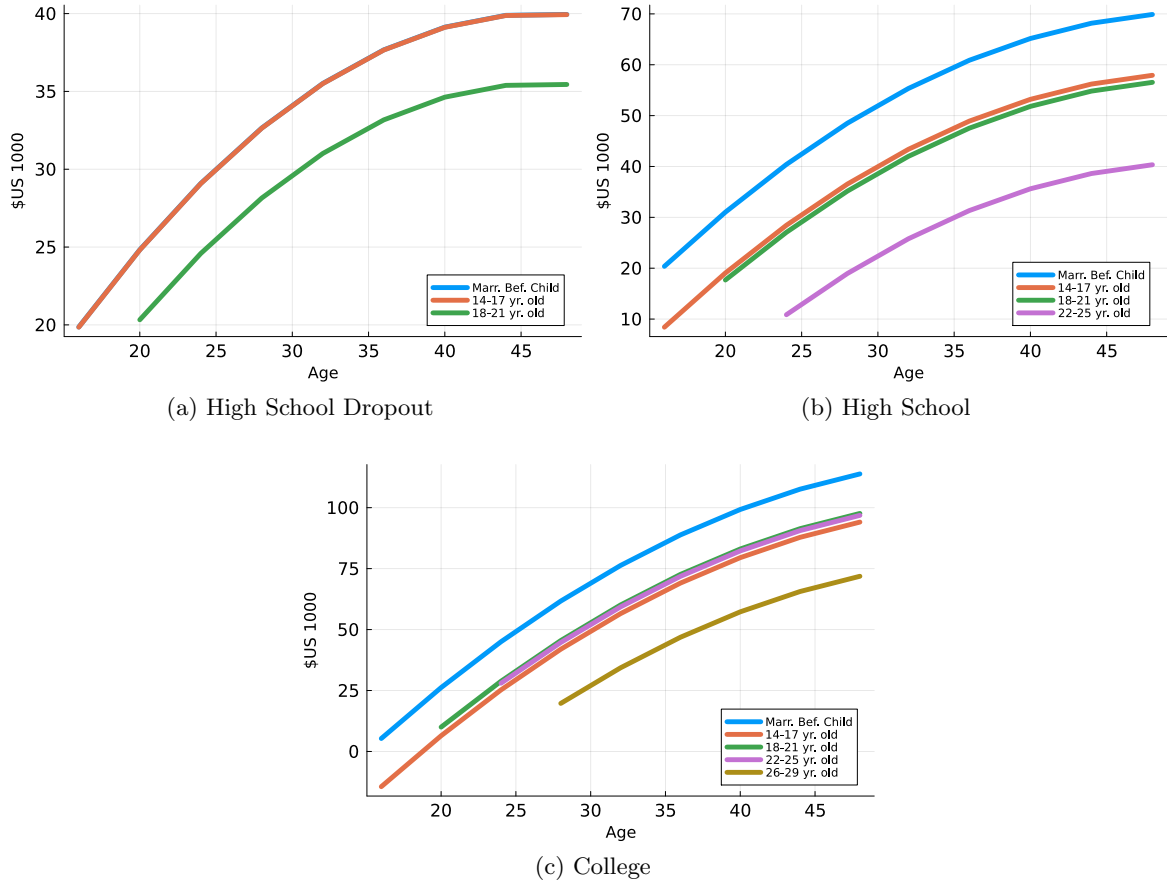 40
35
30
25
20
$US 1000
20 25 30 35 40 45
Age
Marr. Bef. Child
14–17 yr. old
18–21 yr. old
(a) High School Dropout
70
60
50
40
30
20
10
$US 1000
20 25 30 35 40 45
Age
Marr. Bef. Child
14–17 yr. old
18–21 yr. old
22–25 yr. old
(b) High School
100
75
50
25
0
$US 1000
20 25 30 35 40 45
Age
Marr. Bef. Child
14–17 yr. old
18–21 yr. old
22–25 yr. old
26–29 yr. old
(c) College